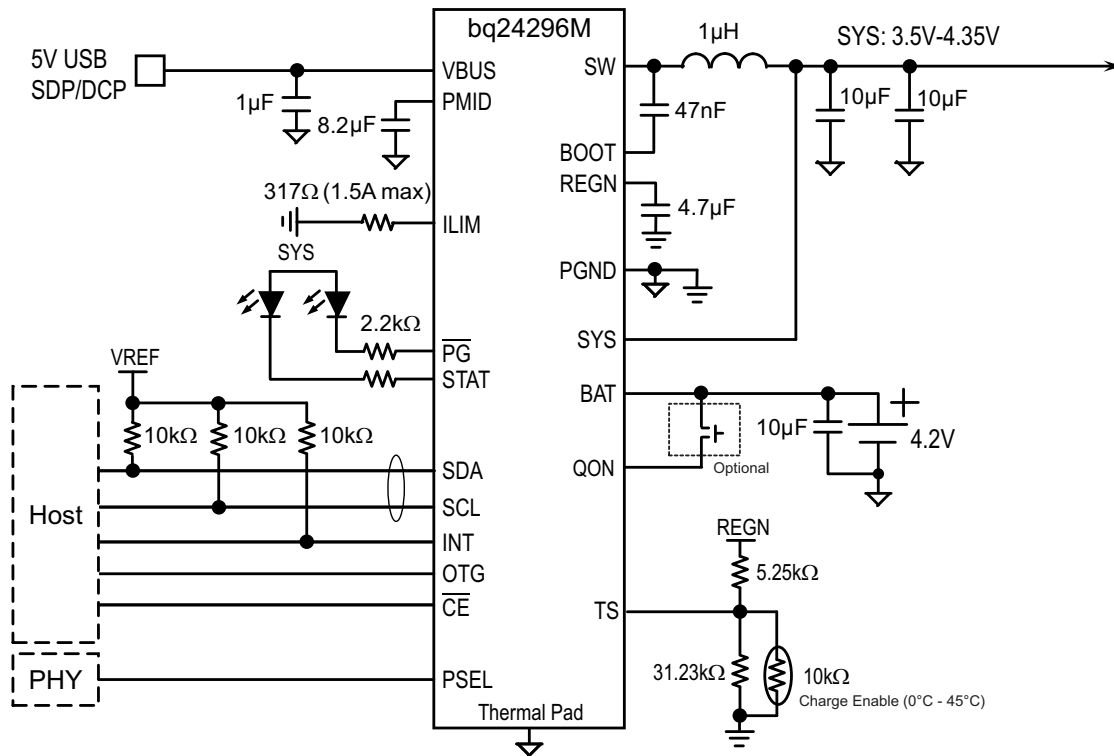 bq24296M
5V USB
SDP/DCP
VBUS
1µF
PMID
8.2µF
317Ω (1.5A max)
ILIM
SYS
2.2kΩ
PG
STAT
VREF
10kΩ
10kΩ
10kΩ
Host
SDA
SCL
INT
OTG
CE
PHY
PSEL
Thermal Pad
SW
1µH
SYS: 3.5V-4.35V
47nF
10µF
10µF
BOOT
REGN
4.7µF
PGND
SYS
BAT
10µF
+
4.2V
QON
Optional
REGN
5.25kΩ
TS
31.23kΩ
10kΩ
Charge Enable (0°C - 45°C)